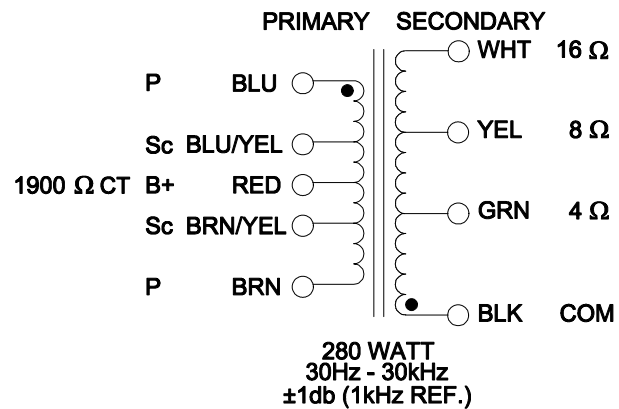 PRIMARY SECONDARY
WHT 16 Ω
P BLU
YEL 8 Ω
Sc BLU/YEL
1900 Ω CT B+ RED
GRN 4 Ω
Sc BRN/YEL
P BRN
BLK COM
280 WATT
30Hz - 30kHz
±1db (1kHz REF.)